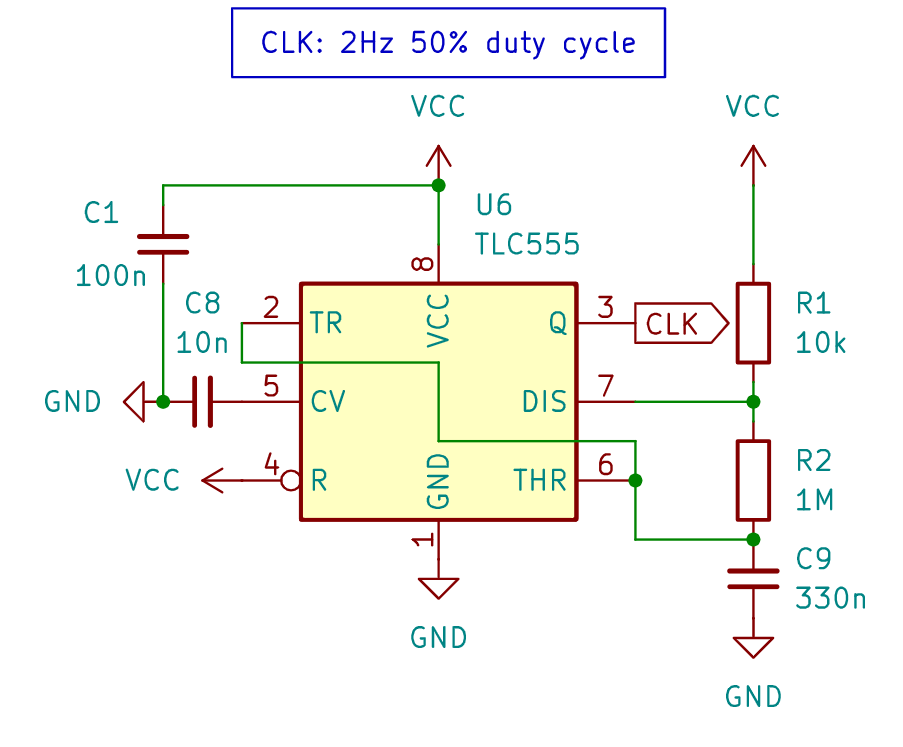 CLK: 2Hz 50% duty cycle
VCC
VCC
C1
100n
U6
TLC555
8
C8
10n
2
TR
VCC
Q
3
CLK
R1
10k
GND
5
CV
DIS
7
VCC
4
R
GND
THR
6
R2
1M
1
GND
C9
330n
GND